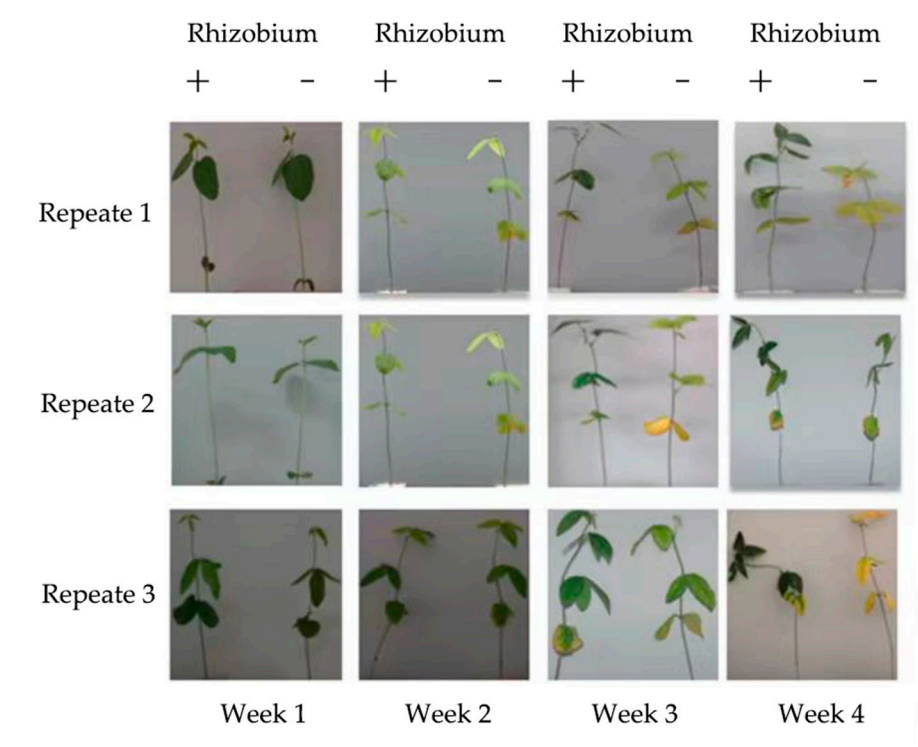 Rhizobium Rhizobium Rhizobium Rhizobium
+ − + − + − + −
Repeate 1
Repeate 2
Repeate 3
Week 1 Week 2 Week 3 Week 4